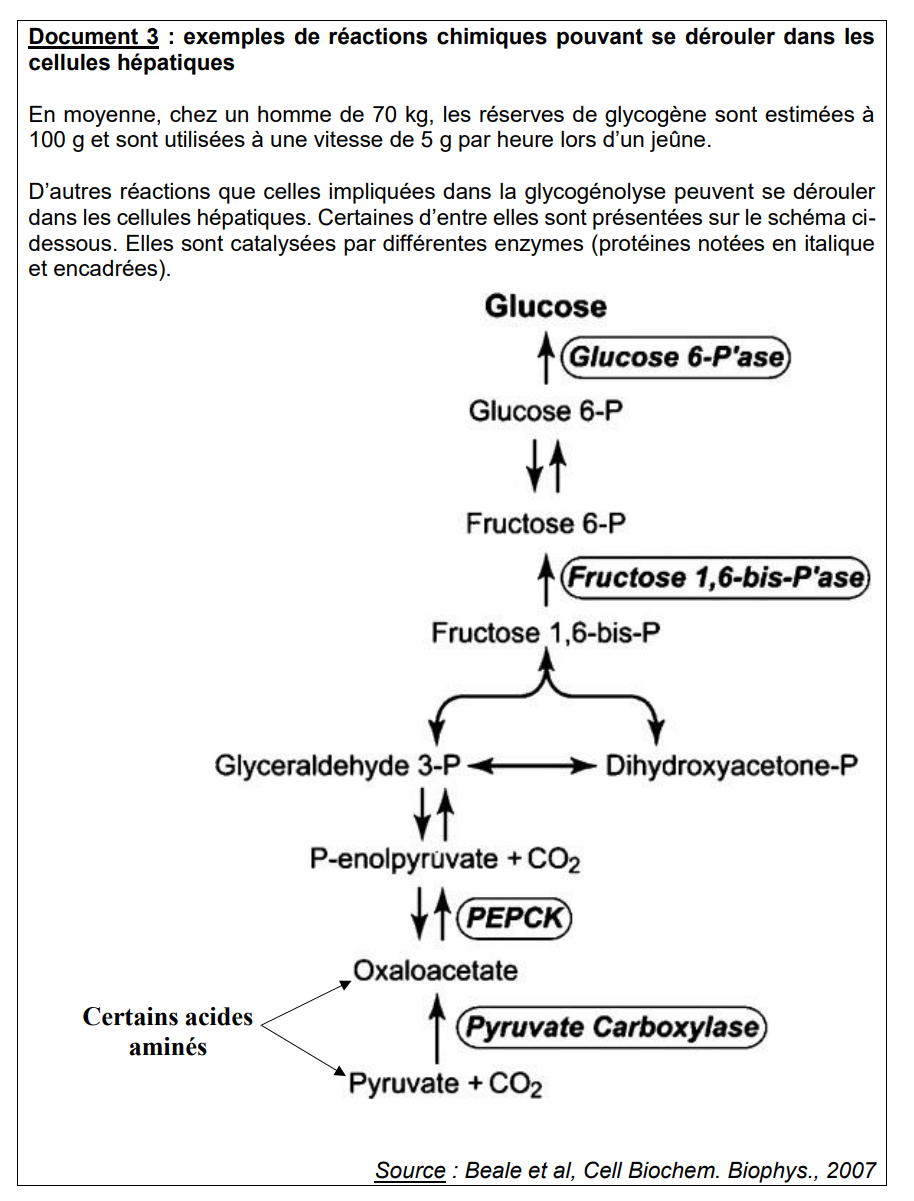 Document 3 : exemples de réactions chimiques pouvant se dérouler dans les
cellules hépatiques
En moyenne, chez un homme de 70 kg, les réserves de glycogène sont estimées à
100 g et sont utilisées à une vitesse de 5 g par heure lors d’un jeûne.
D’autres réactions que celles impliquées dans la glycogénolyse peuvent se dérouler
dans les cellules hépatiques. Certaines d’entre elles sont présentées sur le schéma ci-
dessous. Elles sont catalysées par différentes enzymes (protéines notées en italique
et encadrées).
Glucose
Glucose 6-P'ase
Glucose 6-P
Fructose 6-P
Fructose 1,6-bis-P'ase
Fructose 1,6-bis-P
Glyceraldehyde 3-P Dihydroxyacetone-P
P-enolpyruvate + CO2
PEPCK
Oxaloacetate
Certains acides
aminés
Pyruvate Carboxylase
Pyruvate + CO2
Source : Beale et al, Cell Biochem. Biophys., 2007